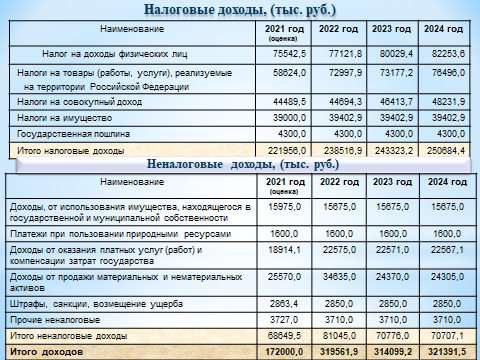 Налоговые доходы, (тыс. руб.)
Наименование 2021 год 2022 год 2023 год 2024 год
(оценка)
Налог на доходы физических лиц 75542,5 77121,8 80029,4 82253,6
Налоги на товары (работы, услуги), реализуемые 58624,0 72997,9 73177,2 76496,0
на территории Российской Федерации
Налоги на совокупный доход 44489,5 44694,3 46413,7 48231,9
Налоги на имущество 39000,0 39402,9 39402,9 39402,9
Государственная пошлина 4300,0 4300,0 4300,0 4300,0
Итого налоговые доходы 221956,0 238516,9 243323,2 250684,4
Неналоговые доходы, (тыс. руб.)
Наименование 2021 год 2022 год 2023 год 2024 год
(оценка)
Доходы, от использования имущества, находящегося в 15975,0 15675,0 15675,0 15675,0
государственной и муниципальной собственности
Платежи при пользовании природными ресурсами 1600,0 1600,0 1600,0 1600,0
Доходы от оказания платных услуг (работ) и 18914,1 22575,0 22571,0 22567,1
компенсации затрат государства
Доходы от продажи материальных и нематериальных 25570,0 34635,0 24370,0 24305,0
активов
Штрафы, санкции, возмещение ущерба 2863,4 2850,0 2850,0 2850,0
Прочие неналоговые 3727,0 3710,0 3710,0 3710,0
Итого неналоговые доходы 68649,5 81045,0 70776,0 70707,1
Итого доходов 172000,0 319561,9 314099,2 321391,5